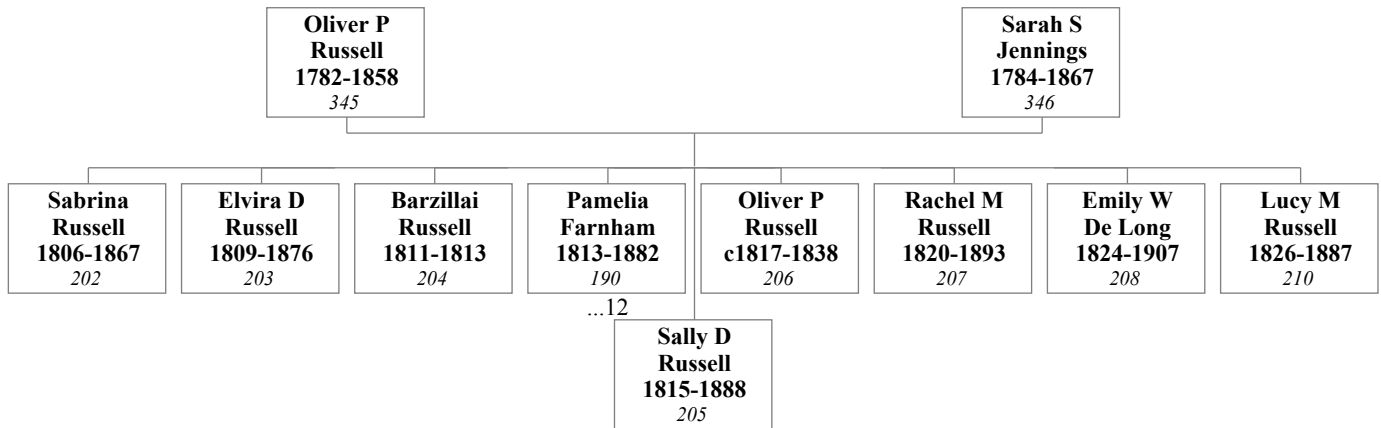 Oliver P
Russell
1782-1858
345
Sarah S
Jennings
1784-1867
346
Sabrina
Russell
1806-1867
202
Elvira D
Russell
1809-1876
203
Barzillai
Russell
1811-1813
204
Pamelia
Farnham
1813-1882
190
...12
Oliver P
Russell
c1817-1838
206
Rachel M
Russell
1820-1893
207
Emily W
De Long
1824-1907
208
Lucy M
Russell
1826-1887
210
Sally D
Russell
1815-1888
205